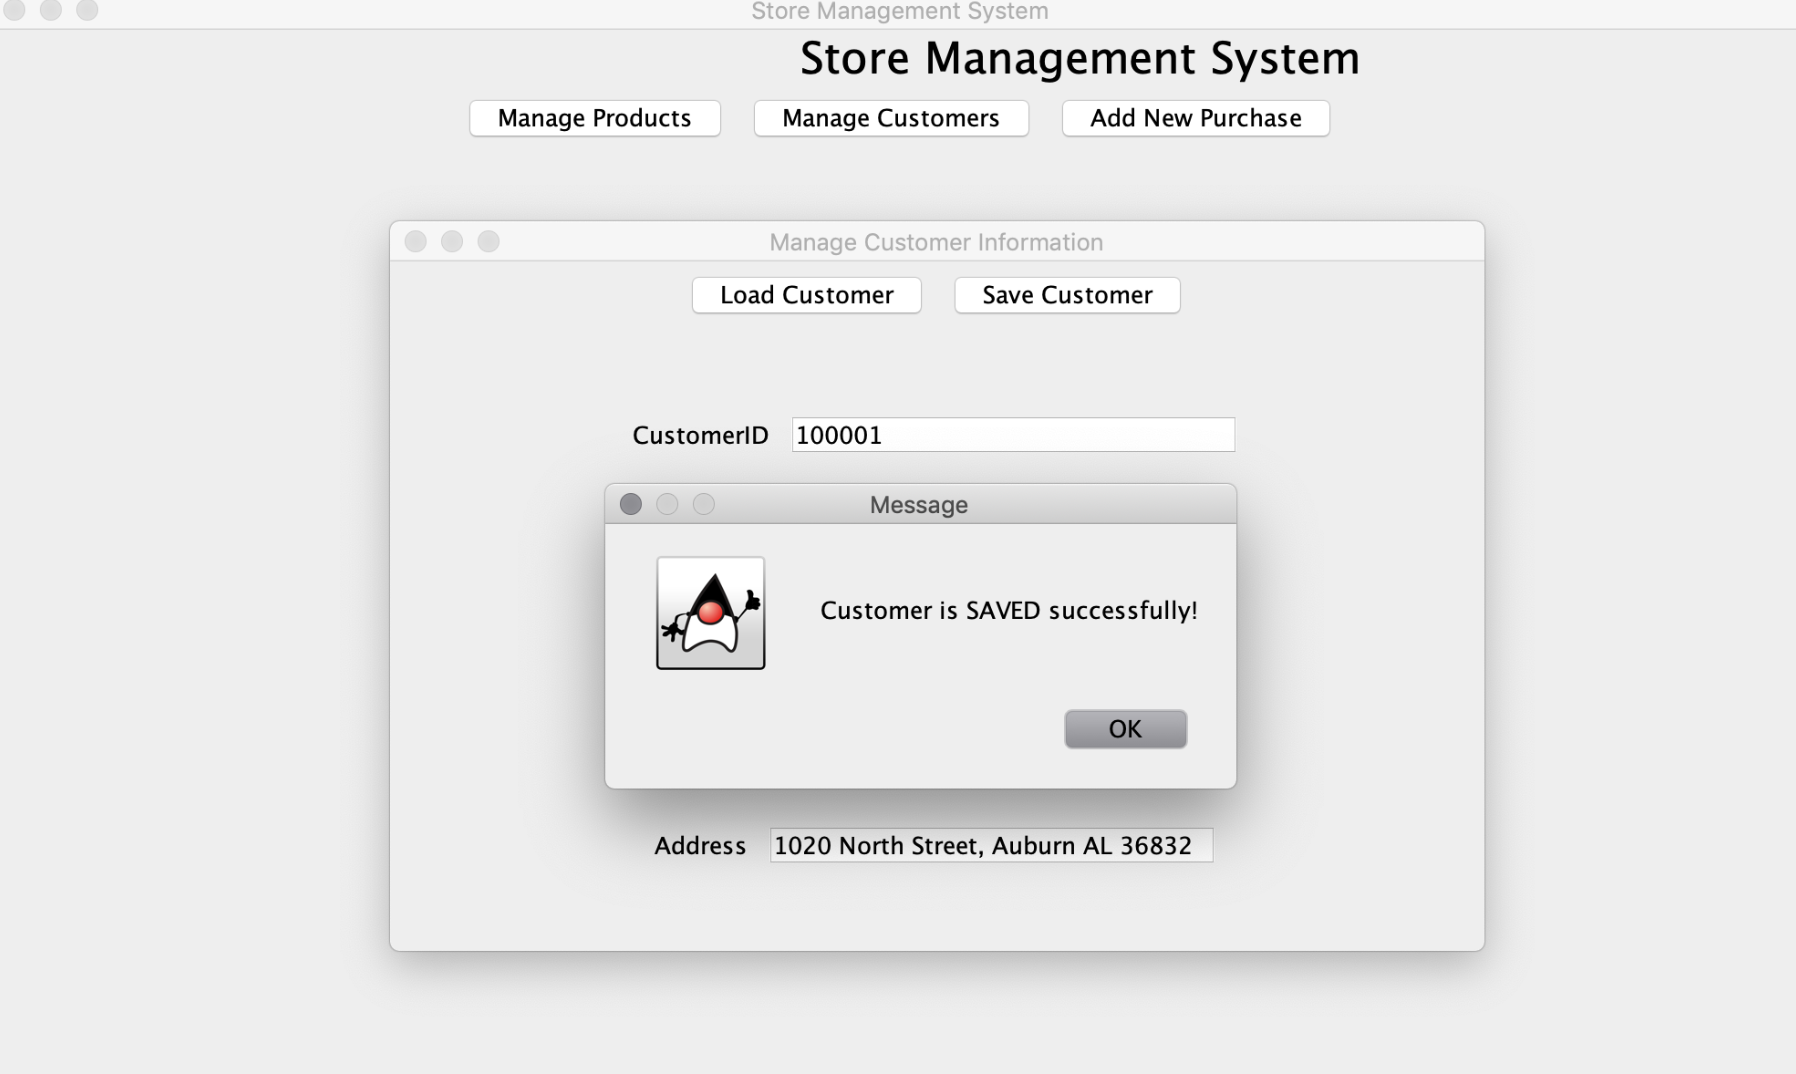 Store Management System
Store Management System
Manage Products Manage Customers Add New Purchase
Manage Customer Information
Load Customer Save Customer
CustomerID 100001
Message
Customer is SAVED successfully!
OK
Address 1020 North Street, Auburn AL 36832